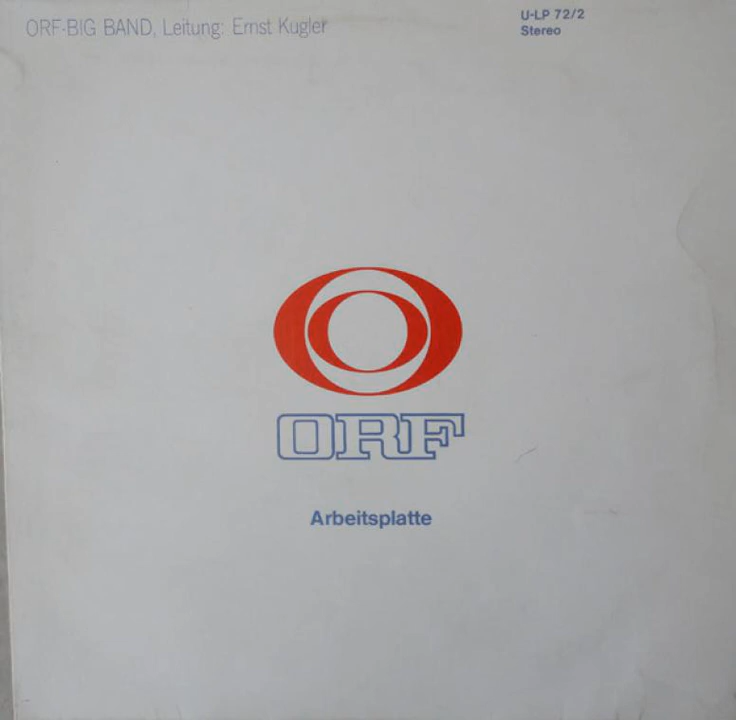 ORF-BIG BAND, Leitung: Ernst Kugler
U-LP 72/2
Stereo
ORF
Arbeitsplatte